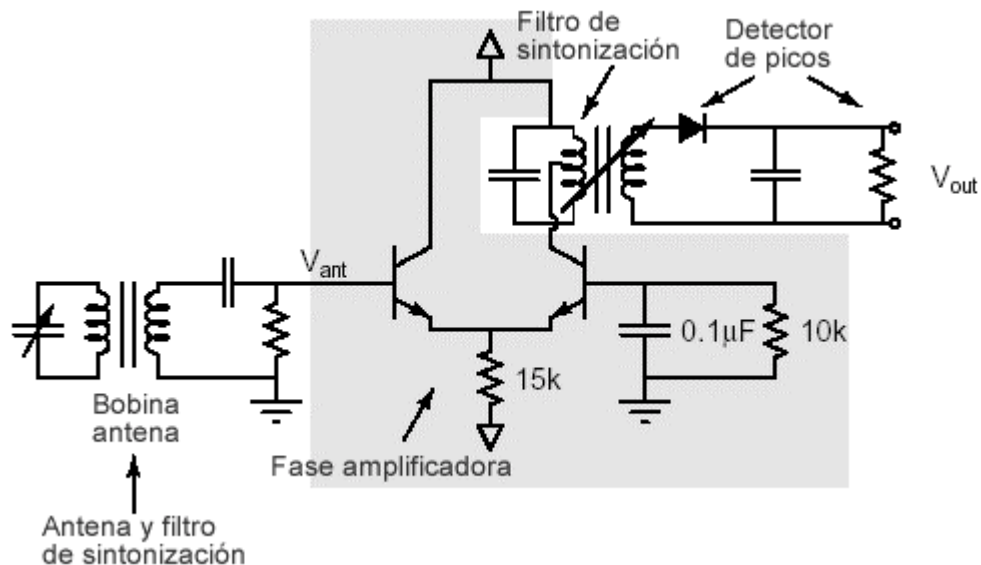 Filtro de
sintonización
Detector
de picos
V_out
V_ant
0.1μF
10k
15k
Bobina
antena
Fase amplificadora
Antena y filtro
de sintonización